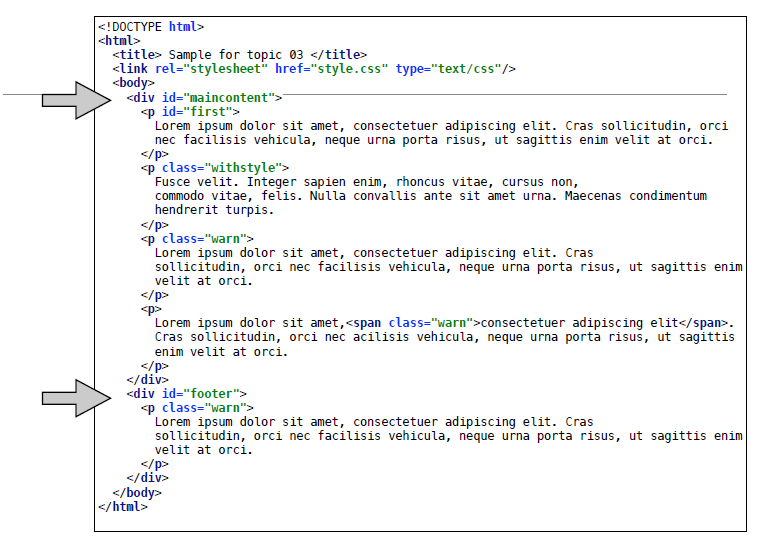 <!DOCTYPE html>
<html>
<title> Sample for topic 03 </title>
<link rel="stylesheet" href="style.css" type="text/css"/>
<body>
<div id="maincontent">
<p id="first">
Lorem ipsum dolor sit amet, consectetuer adipiscing elit. Cras sollicitudin, orci
nec facilisis vehicula, neque urna porta risus, ut sagittis enim velit at orci.
</p>
<p class="withstyle">
Fusce velit. Integer sapien enim, rhoncus vitae, cursus non,
commodo vitae, felis. Nulla convallis ante sit amet urna. Maecenas condimentum
hendrerit turpis.
</p>
<p class="warn">
Lorem ipsum dolor sit amet, consectetuer adipiscing elit. Cras
sollicitudin, orci nec facilisis vehicula, neque urna porta risus, ut sagittis enim
velit at orci.
</p>
<p>
Lorem ipsum dolor sit amet,<span class="warn">consectetuer adipiscing elit</span>.
Cras sollicitudin, orci nec acilisis vehicula, neque urna porta risus, ut sagittis
enim velit at orci.
</p>
</div>
<div id="footer">
<p class="warn">
Lorem ipsum dolor sit amet, consectetuer adipiscing elit. Cras
sollicitudin, orci nec facilisis vehicula, neque urna porta risus, ut sagittis enim
velit at orci.
</p>
</div>
</body>
</html>